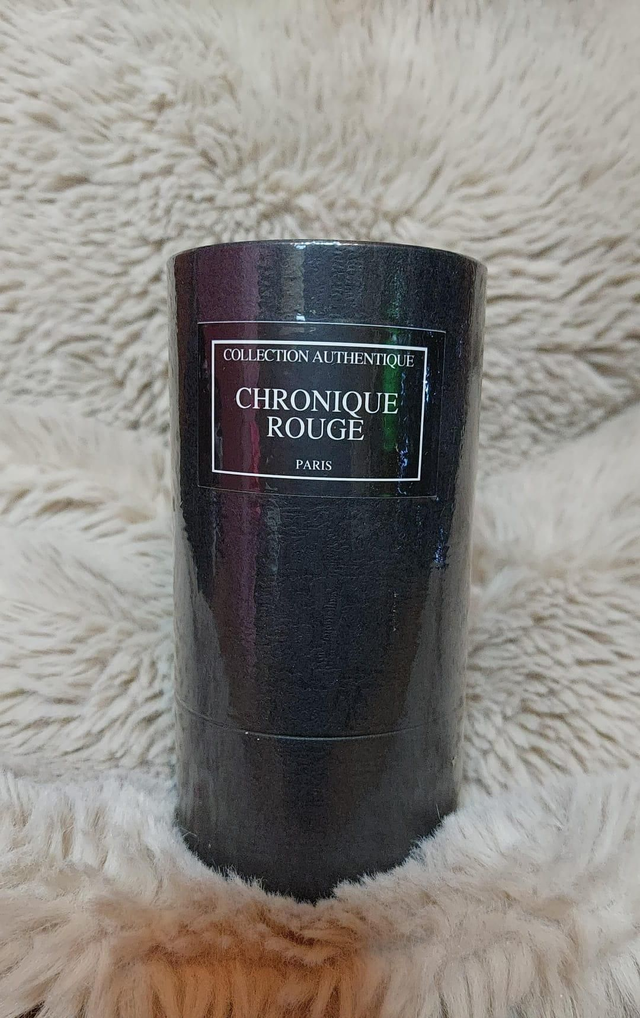 COLLECTION AUTHENTIQUE
CHRONIQUE
ROUGE
PARIS